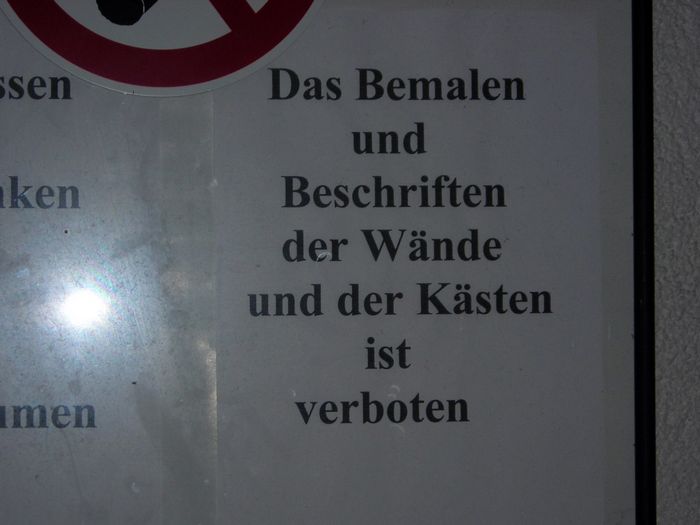 ssen
Das Bemalen
und
nken
Beschriften
der Wände
und der Kästen
ist
umen
verboten